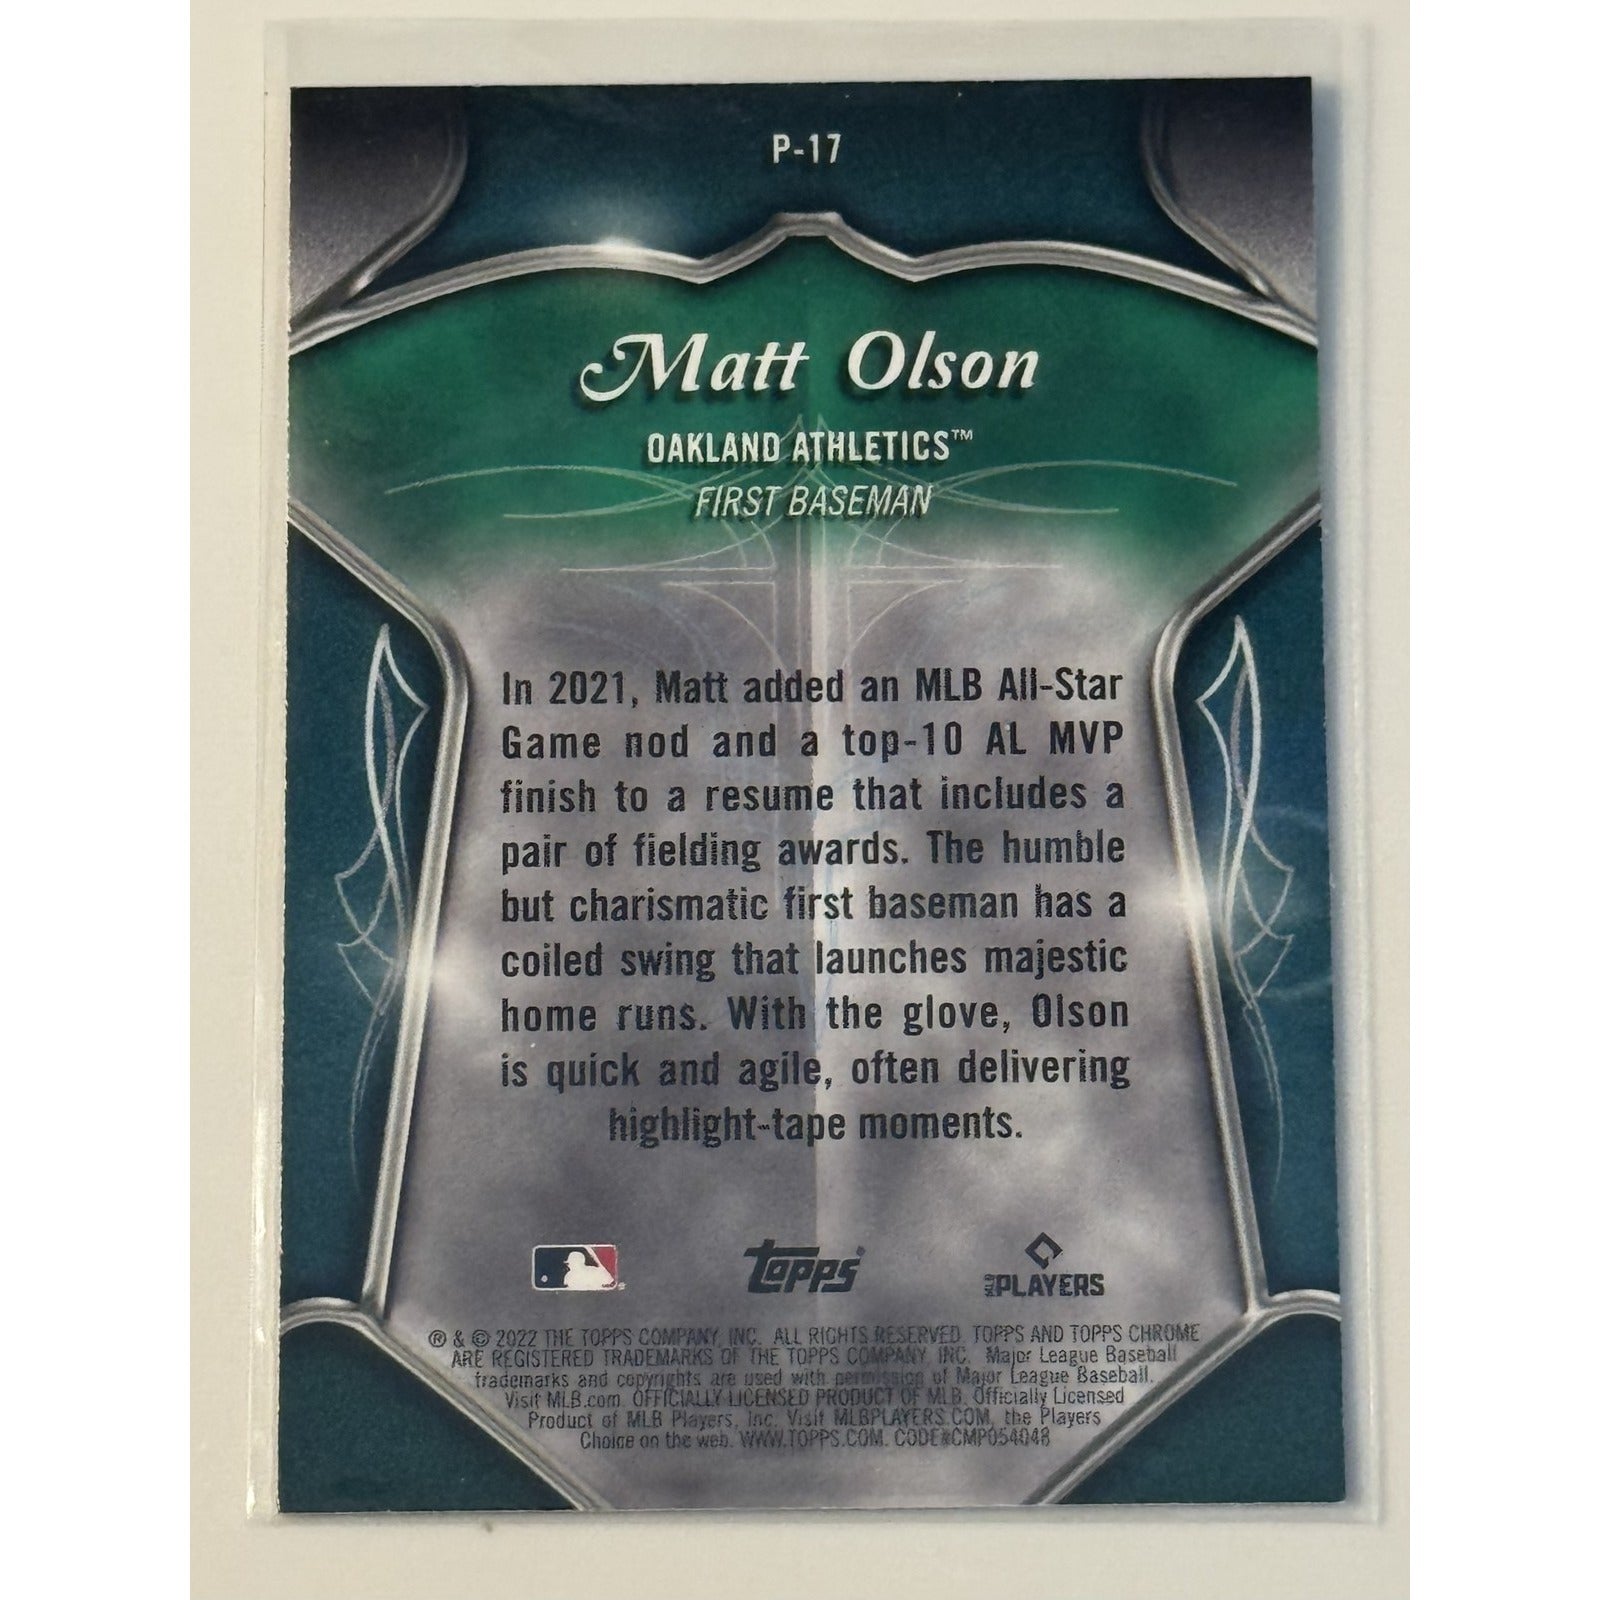 P-17
Matt Olson
OAKLAND ATHLETICS™
FIRST BASEMAN
In 2021, Matt added an MLB All-Star
Game nod and a top-10 AL MVP
finish to a resume that includes a
pair of fielding awards. The humble
but charismatic first baseman has a
coiled swing that launches majestic
home runs. With the glove, Olson
is quick and agile, often delivering
highlight-tape moments.
topps
MLB PLAYERS
® & © 2022 THE TOPPS COMPANY, INC. ALL RIGHTS RESERVED. TOPPS AND TOPPS CHROME
ARE REGISTERED TRADEMARKS OF THE TOPPS COMPANY, INC. Major League Baseball
trademarks and copyrights are used with permission of Major League Baseball.
Visit MLB.com. OFFICIALLY LICENSED PRODUCT OF MLB. Officially Licensed
Product of MLB Players, Inc. Visit MLBPLAYERS.COM, the Players
Choice on the web. WWW.TOPPS.COM. CODE#CMP054048